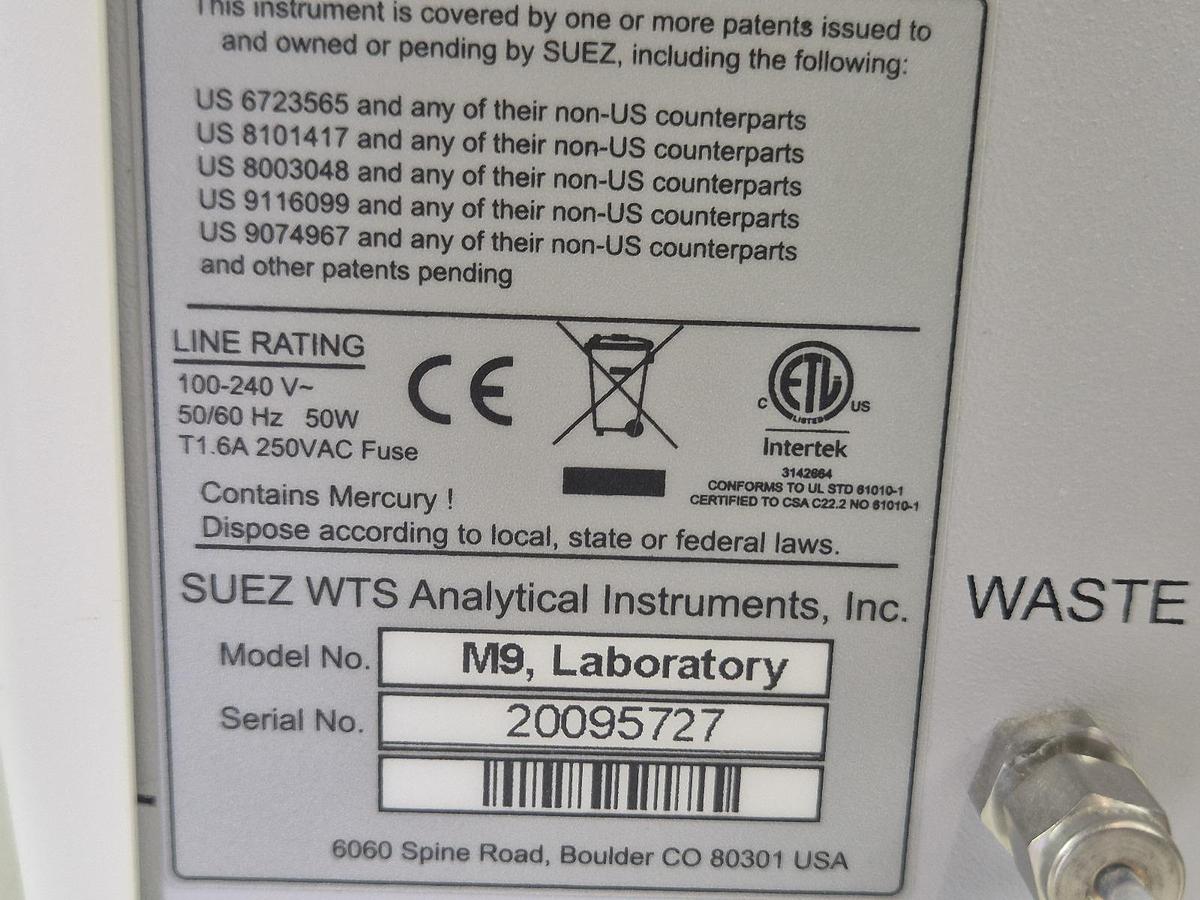 This instrument is covered by one or more patents issued to
and owned or pending by SUEZ, including the following:
US 6723565 and any of their non-US counterparts
US 8101417 and any of their non-US counterparts
US 8003048 and any of their non-US counterparts
US 9116099 and any of their non-US counterparts
US 9074967 and any of their non-US counterparts
and other patents pending
LINE RATING
100-240 V~
50/60 Hz 50W
T1.6A 250VAC Fuse
CE
ETL
LISTED
C US
Intertek
3142664
CONFORMS TO UL STD 61010-1
CERTIFIED TO CSA C22.2 NO 61010-1
Contains Mercury !
Dispose according to local, state or federal laws.
SUEZ WTS Analytical Instruments, Inc.
Model No. M9, Laboratory
Serial No. 20095727
6060 Spine Road, Boulder CO 80301 USA
WASTE